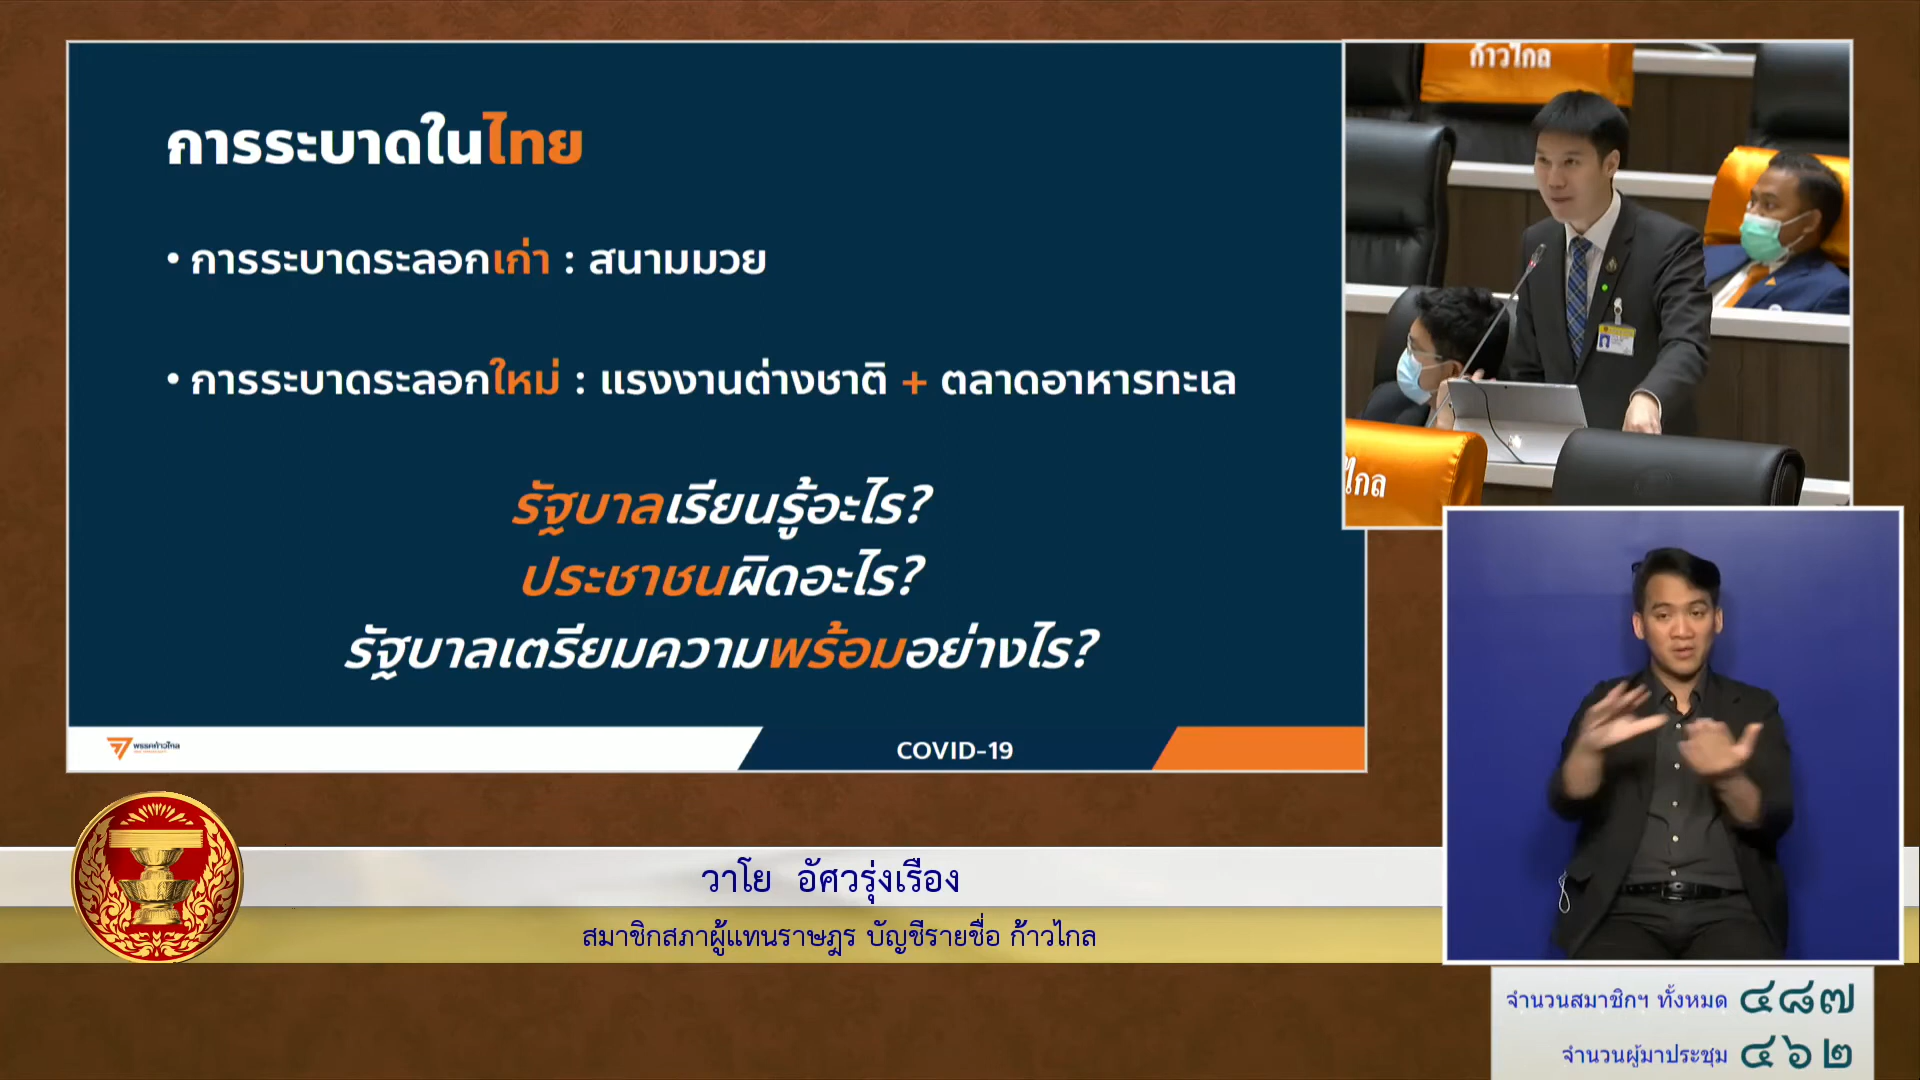 การระบาดในไทย
• การระบาดระลอกเก่า : สนามมวย
• การระบาดระลอกใหม่ : แรงงานต่างชาติ + ตลาดอาหารทะเล
รัฐบาลเรียนรู้อะไร?
ประชาชนผิดอะไร?
รัฐบาลเตรียมความพร้อมอย่างไร?
พรรคก้าวไกล
COVID-19
ก้าวไกล
ไกล
วาโย อัศวรุ่งเรือง
สมาชิกสภาผู้แทนราษฎร บัญชีรายชื่อ ก้าวไกล
จำนวนสมาชิกฯ ทั้งหมด ๔๘๗
จำนวนผู้มาประชุม ๔๖๒